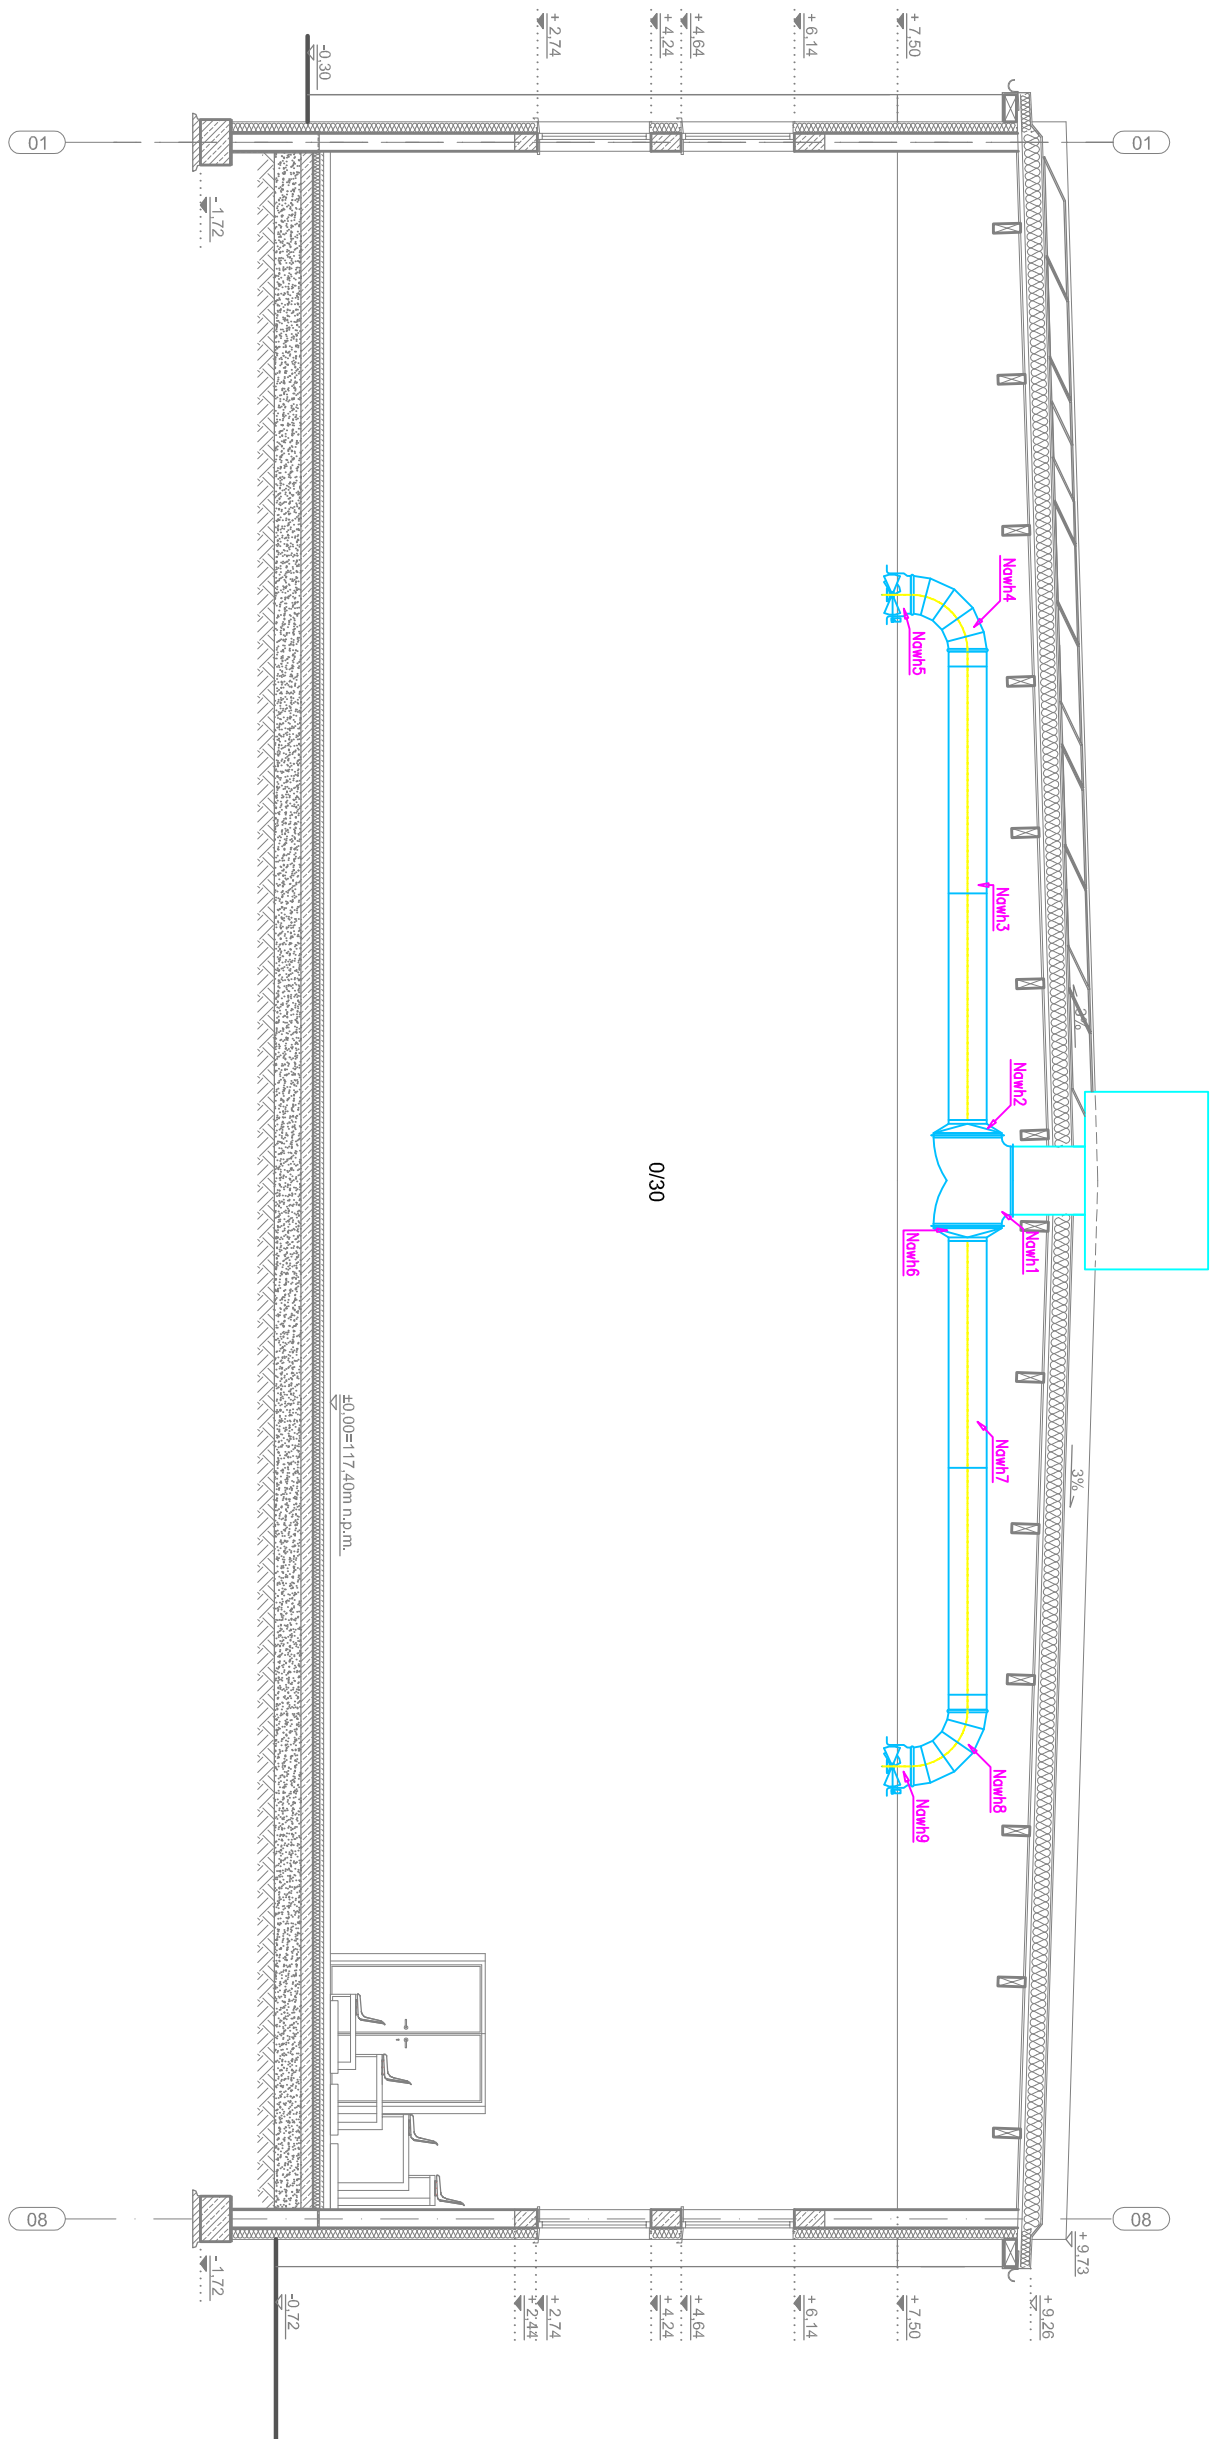 01
01
-0,30
+2,74
+4,24
+4,64
+6,14
+7,50
-1,72
Nawh4
Nawh5
Nawh3
3%
Nawh2
0/30
Nawh1
Nawh6
±0,00=117,40m n.p.m.
Nawh7
3%
Nawh8
Nawh9
08
08
+9,73
-1,72
-0,72
+2,44
+2,74
+4,24
+4,64
+6,14
+7,50
+9,26